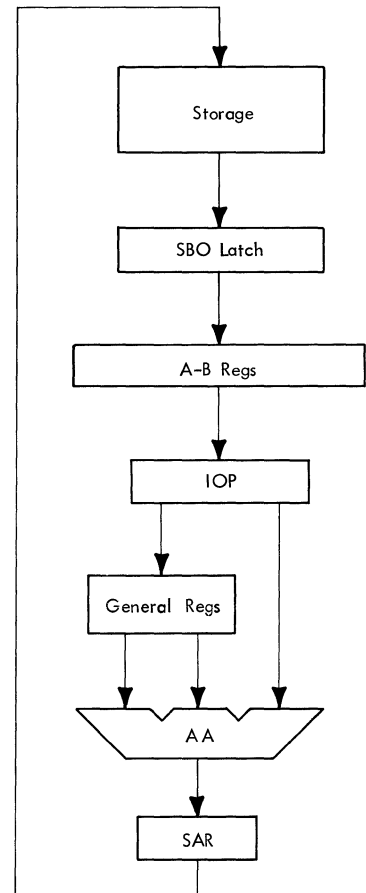 Storage
SBO Latch
A-B Regs
IOP
General Regs
AA
SAR